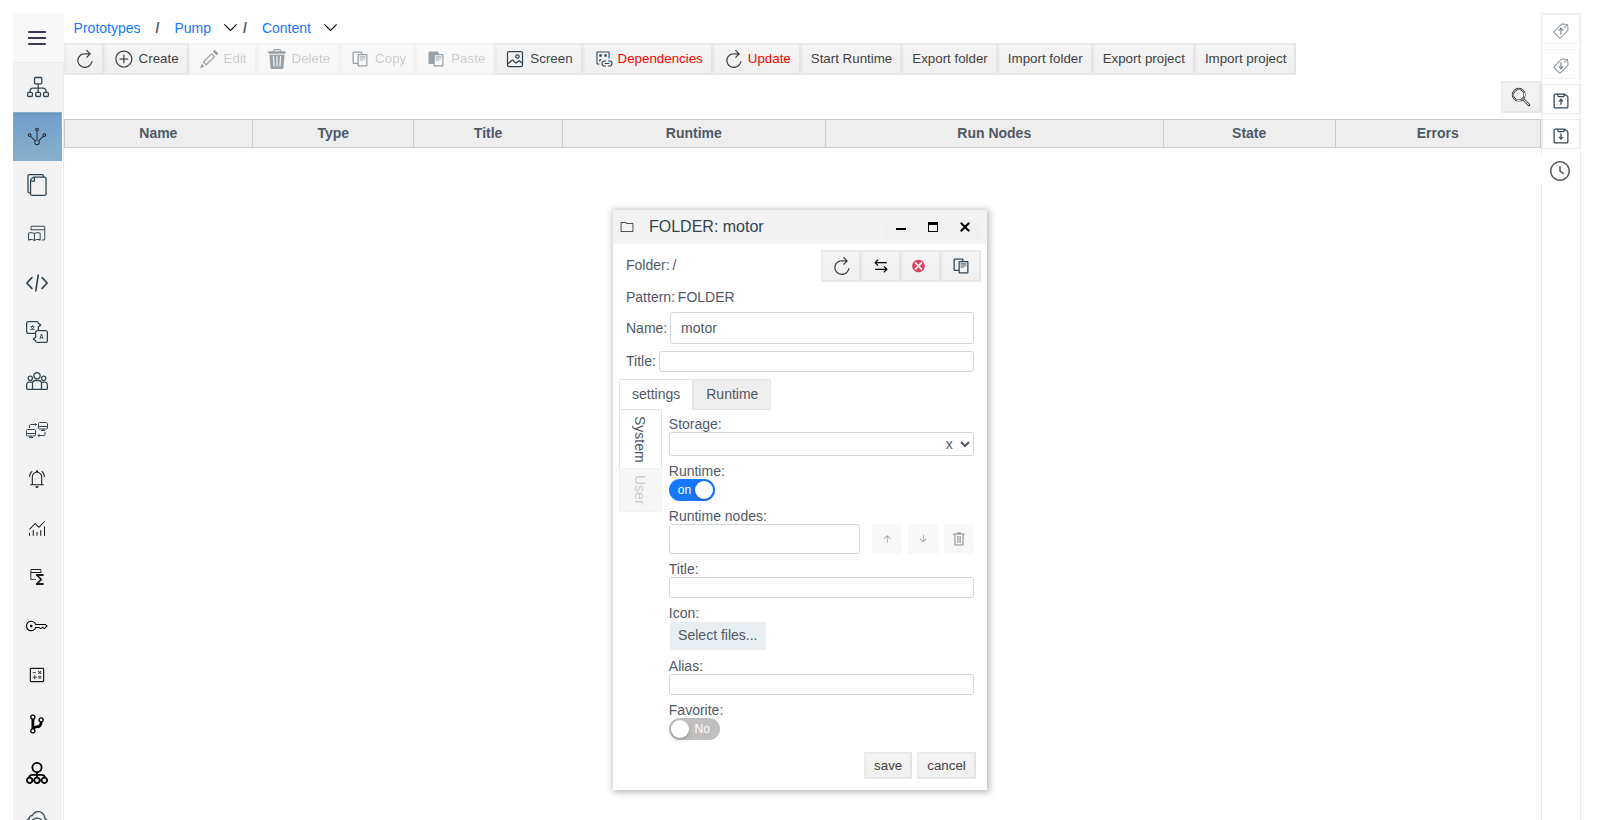 Prototypes / Pump / Content
Create Edit Delete Copy Paste Screen Dependencies Update Start Runtime Export folder Import folder Export project Import project
Name Type Title Runtime Run Nodes State Errors
FOLDER: motor
Folder: /
Pattern: FOLDER
Name: motor
Title:
settings Runtime
System
User
Storage:
x
Runtime:
on
Runtime nodes:
Title:
Icon:
Select files...
Alias:
Favorite:
No
save cancel